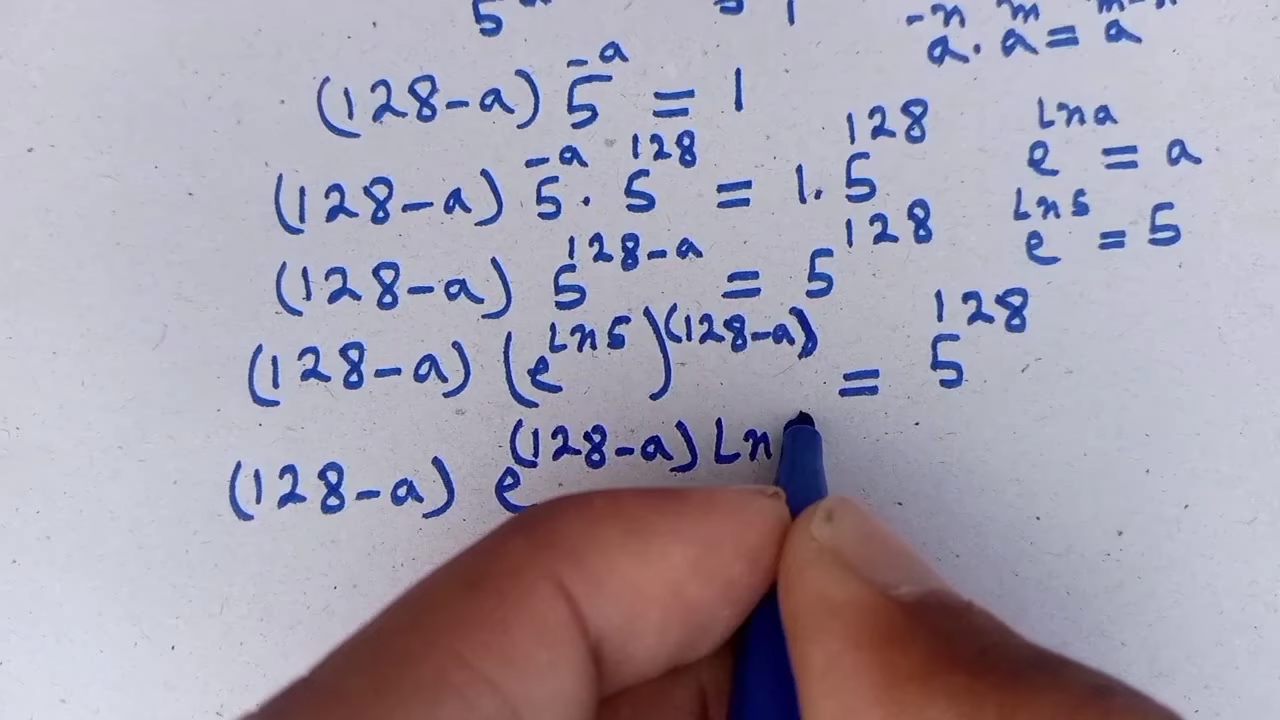 -n m m-n
a . a = a
(128-a) 5^-a = 1
(128-a) 5^-a . 5^128 = 1. 5^128
e^Lna = a
(128-a) 5^128-a = 5^128
e^Ln5 = 5
(128-a) (e^Ln5)^(128-a) = 5^128
(128-a) e^(128-a) Ln